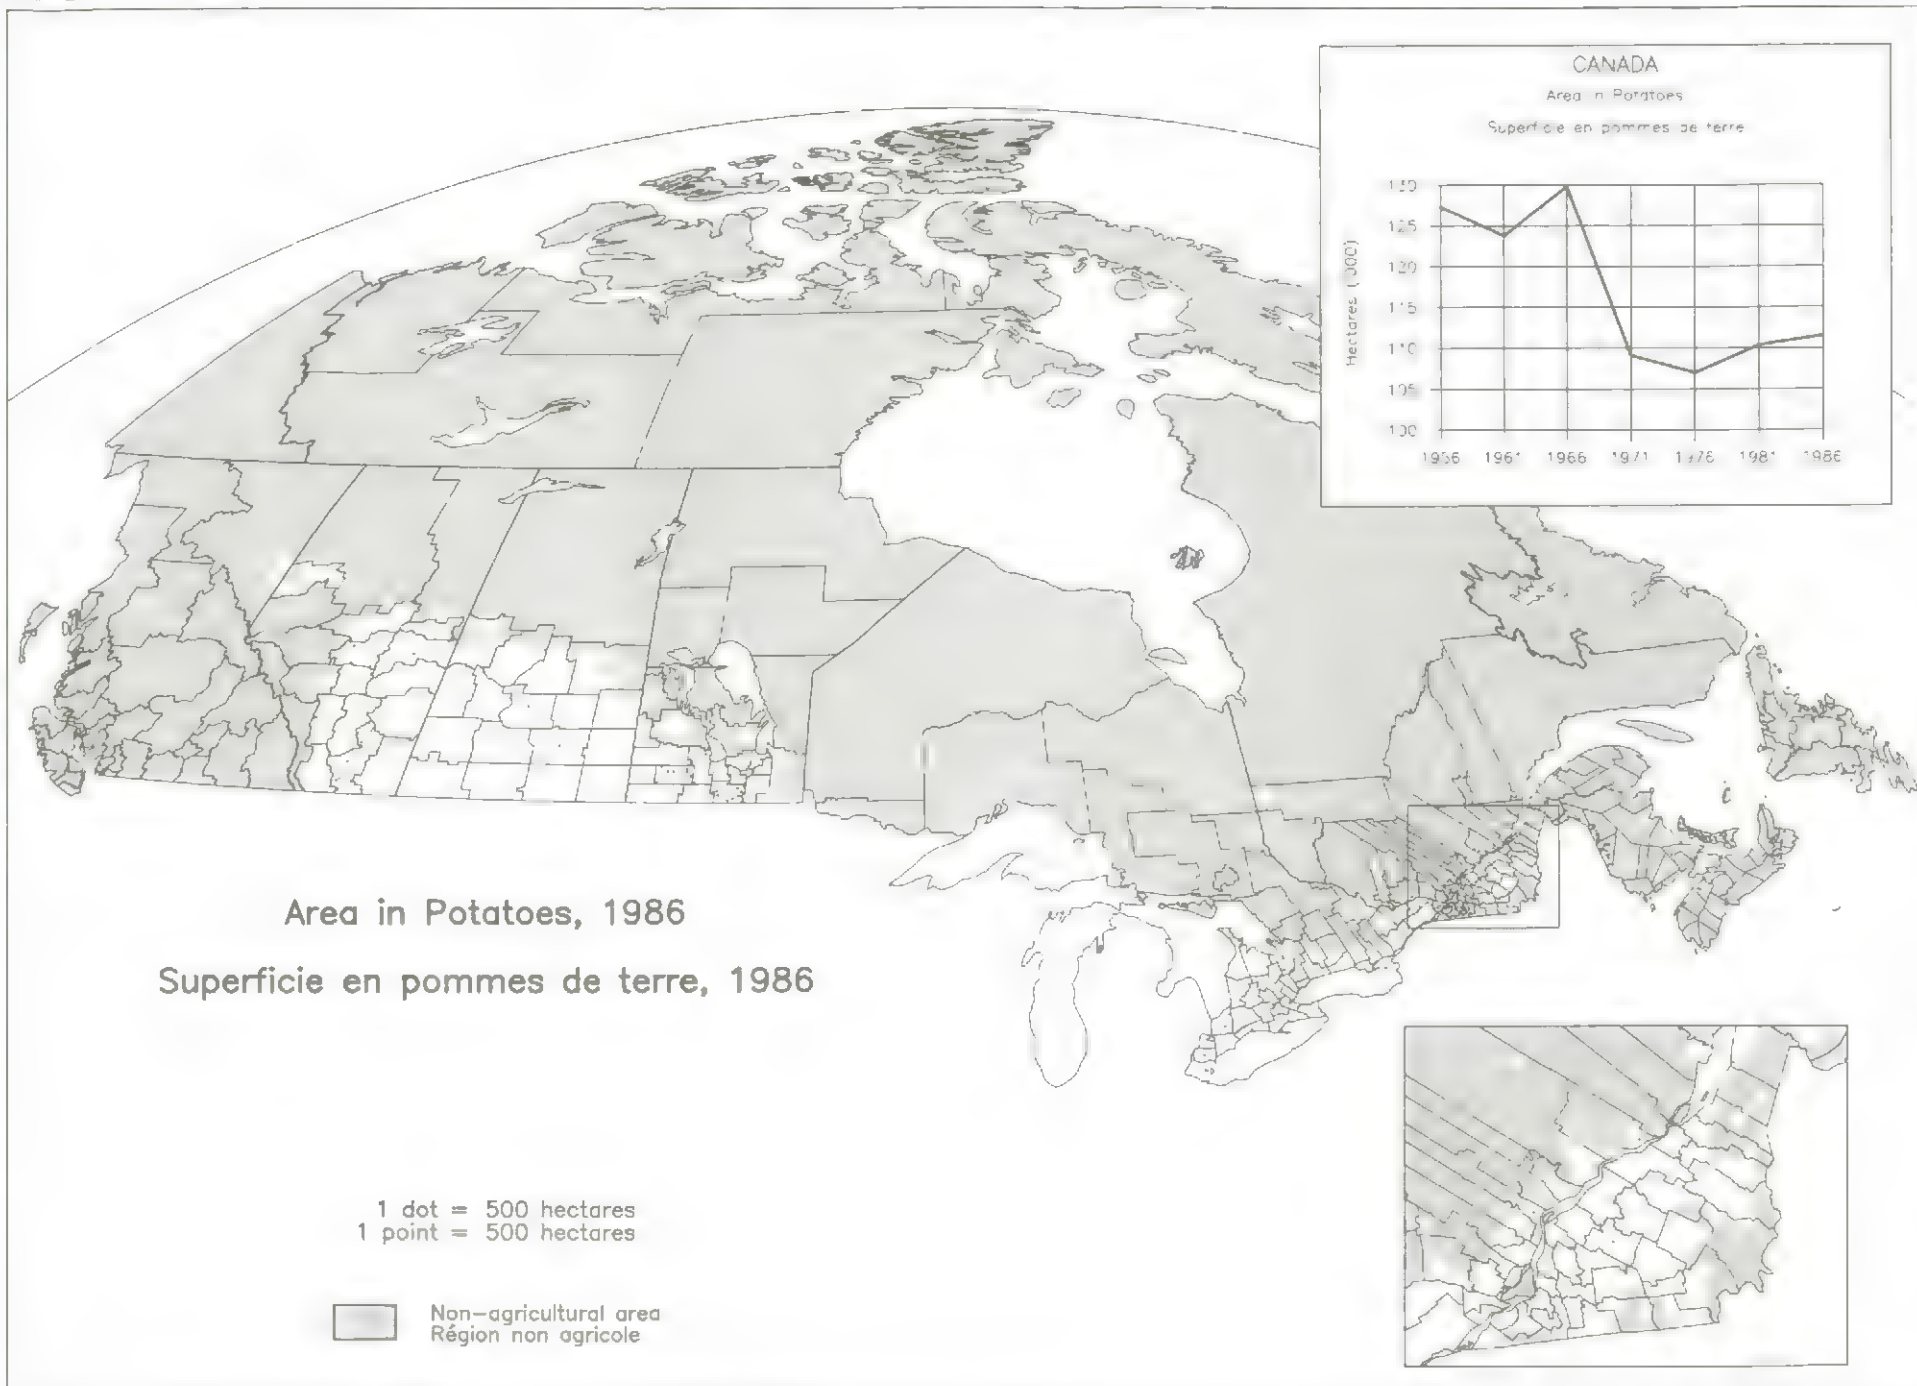 CANADA
Area in Potatoes
Superficie en pommes de terre
Hectares (000)
130
125
120
115
110
105
100
1956 1961 1966 1971 1976 1981 1986
Area in Potatoes, 1986
Superficie en pommes de terre, 1986
1 dot = 500 hectares
1 point = 500 hectares
Non-agricultural area
Région non agricole